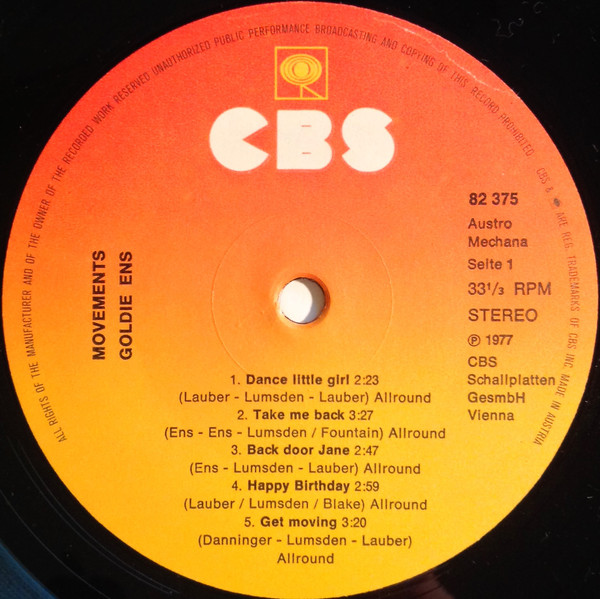 ALL RIGHTS OF THE MANUFACTURER AND OF THE OWNER OF THE RECORDED WORK RESERVED UNAUTHORIZED PUBLIC PERFORMANCE BROADCASTING AND COPYING OF THIS RECORD PROHIBITED. CBS & ARE REG. TRADEMARKS OF CBS INC. MADE IN AUSTRIA
CBS
MOVEMENTS
GOLDIE ENS
82 375
Austro
Mechana
Seite 1
33 1/3 RPM
STEREO
℗ 1977
CBS
Schallplatten
GesmbH
Vienna
1. Dance little girl 2:23
(Lauber - Lumsden - Lauber) Allround
2. Take me back 3:27
(Ens - Ens - Lumsden / Fountain) Allround
3. Back door Jane 2:47
(Ens - Lumsden - Lauber) Allround
4. Happy Birthday 2:59
(Lauber / Lumsden / Blake) Allround
5. Get moving 3:20
(Danninger - Lumsden - Lauber)
Allround